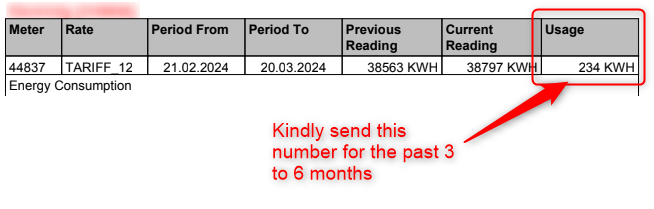 Meter Rate Period From Period To Previous Reading Current Reading Usage
44837 TARIFF_12 21.02.2024 20.03.2024 38563 KWH 38797 KWH 234 KWH
Energy Consumption
Kindly send this
number for the past 3
to 6 months